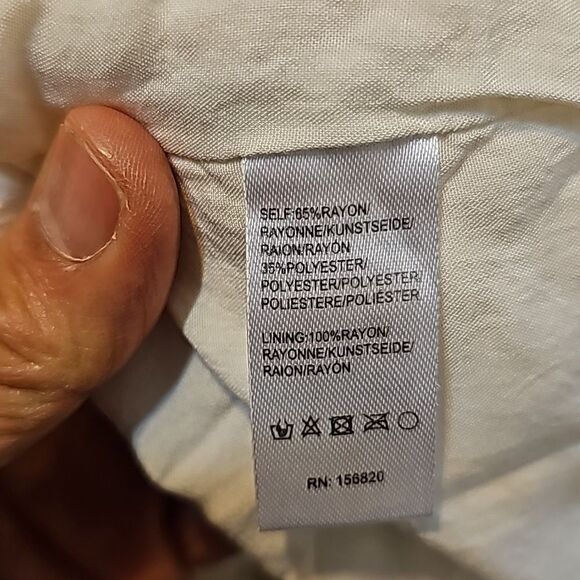 SELF:65%RAYON/
RAYONNE/KUNSTSEIDE/
RAION/RAYON
35%POLYESTER/
POLYESTER/POLYESTER/
POLIESTERE/POLIESTER
LINING:100%RAYON/
RAYONNE/KUNSTSEIDE/
RAION/RAYON
RN: 156820